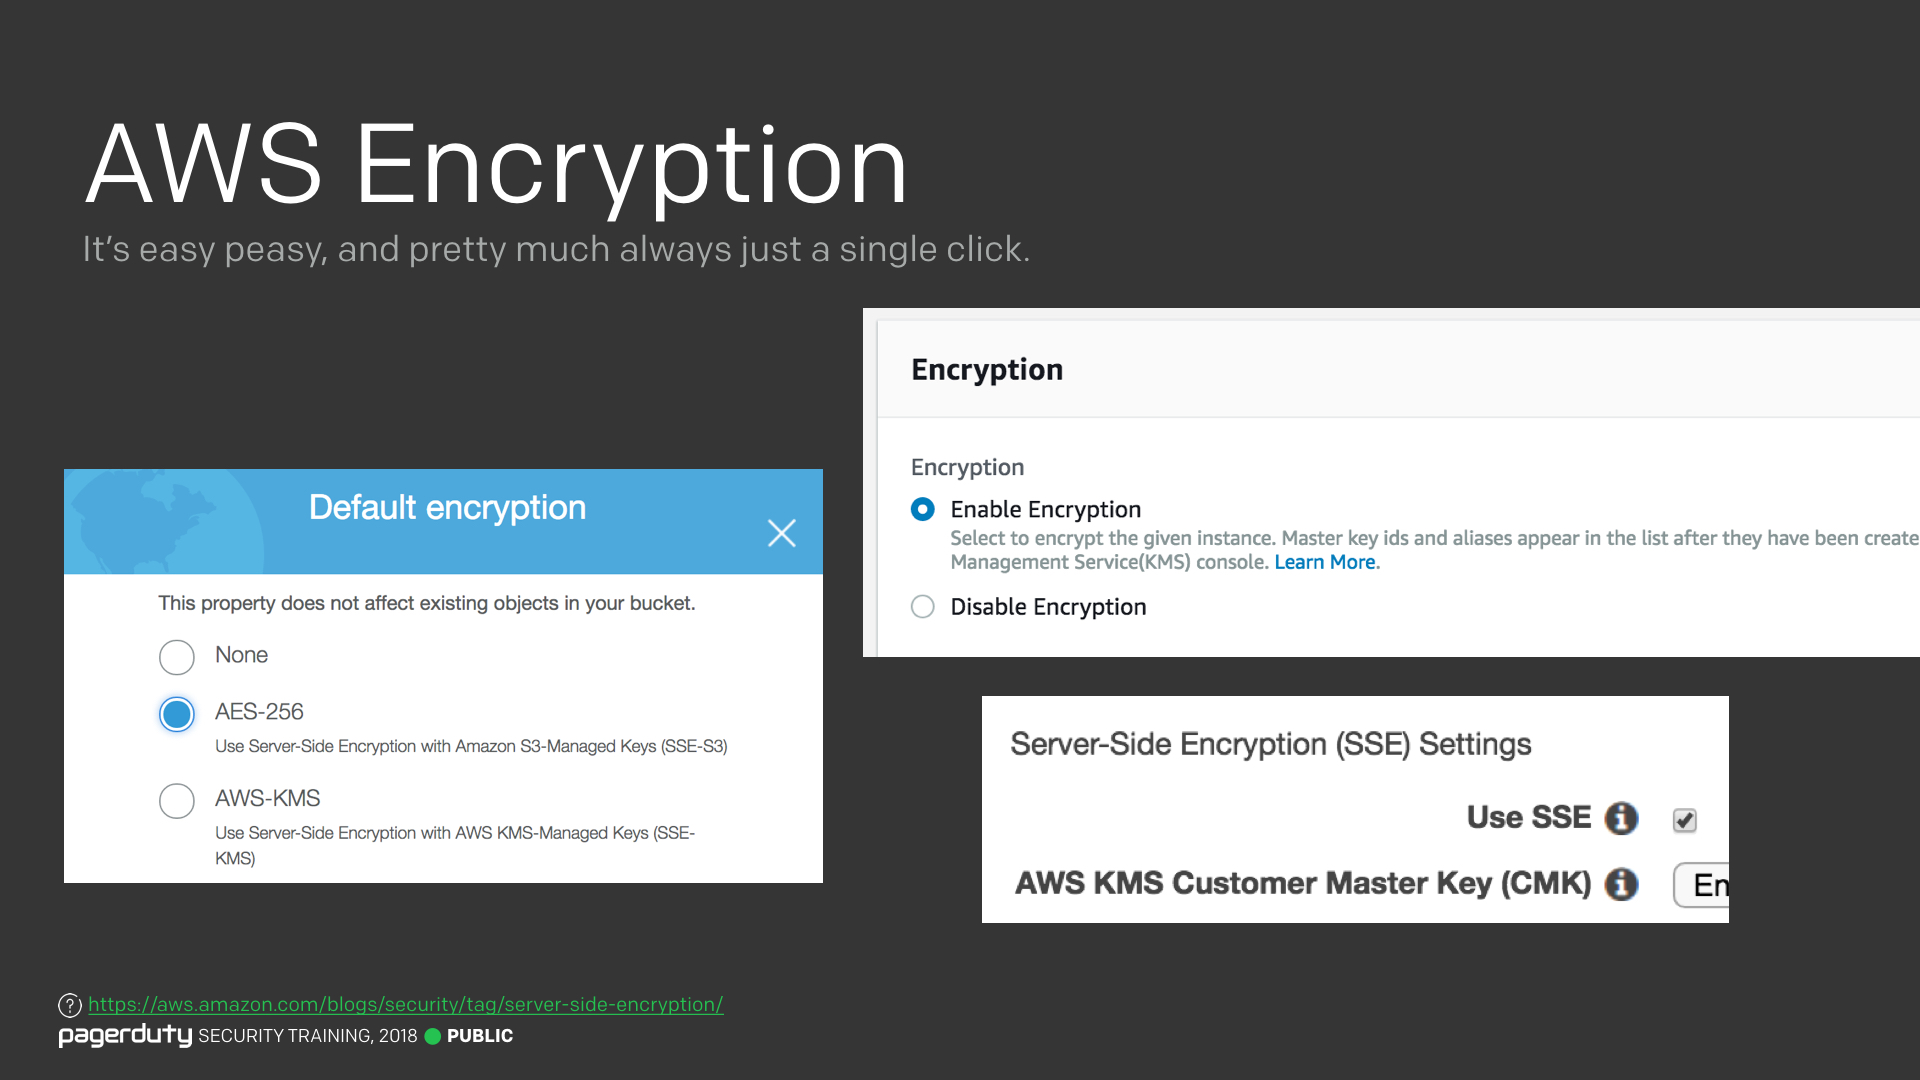 AWS Encryption
It’s easy peasy, and pretty much always just a single click.
Default encryption
This property does not affect existing objects in your bucket.
None
AES-256
Use Server-Side Encryption with Amazon S3-Managed Keys (SSE-S3)
AWS-KMS
Use Server-Side Encryption with AWS KMS-Managed Keys (SSE-
KMS)
Encryption
Encryption
Enable Encryption
Select to encrypt the given instance. Master key ids and aliases appear in the list after they have been create
Management Service(KMS) console. Learn More.
Disable Encryption
Server-Side Encryption (SSE) Settings
Use SSE
AWS KMS Customer Master Key (CMK)
En
https://aws.amazon.com/blogs/security/tag/server-side-encryption/
pagerduty SECURITY TRAINING, 2018 PUBLIC